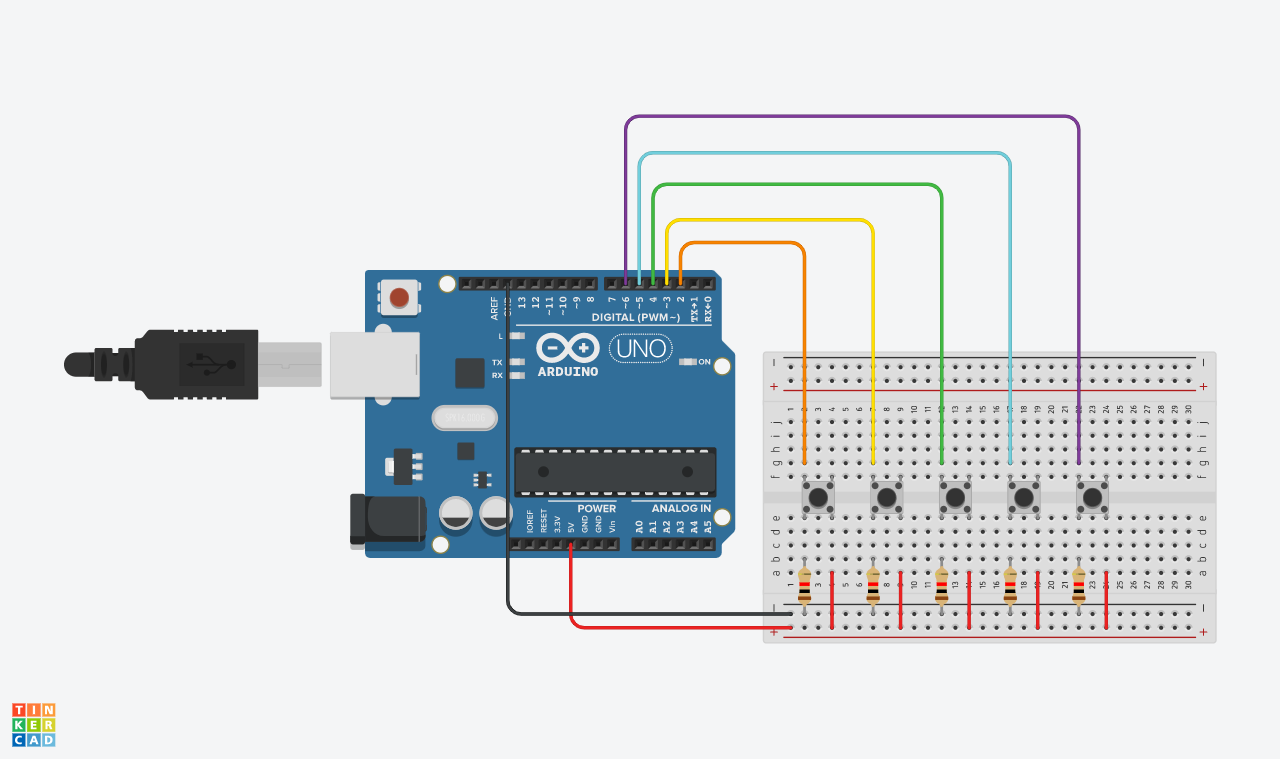 AREF
GND
13
12
~11
~10
~9
8
7
~6
~5
4
~3
2
TX→1
RX←0
DIGITAL (PWM~)
L
TX
RX
UNO
ON
ARDUINO
POWER
ANALOG IN
IOREF
RESET
3.3V
5V
GND
GND
Vin
A0
A1
A2
A3
A4
A5
− −
+ +
1 2 3 4 5 6 7 8 9 10 11 12 13 14 15 16 17 18 19 20 21 22 23 24 25 26 27 28 29 30
j j
i i
h h
g g
f f
e e
d d
c c
b b
a a
1 3 4 5 6 8 9 10 11 13 14 15 16 18 19 20 21 23 24 25 26 27 28 29 30
− −
+ +
TIN
KER
CAD